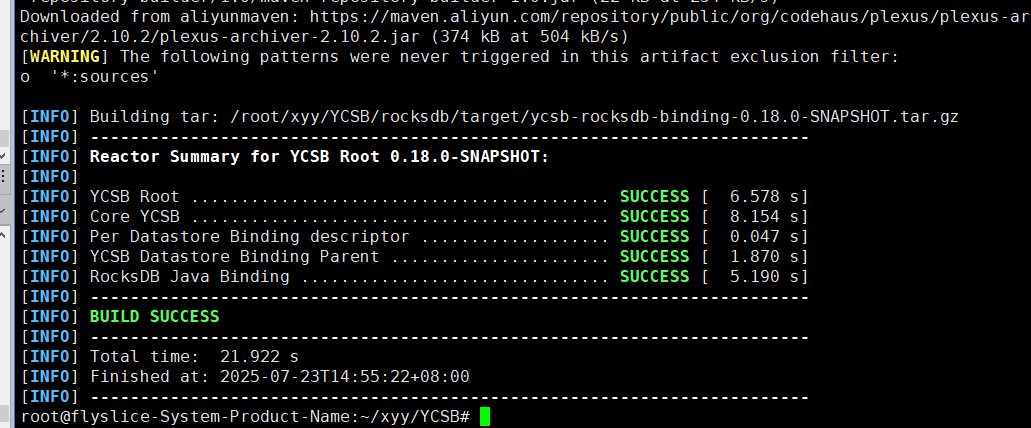 Downloaded from aliyunmaven: https://maven.aliyun.com/repository/public/org/codehaus/plexus/plexus-ar
chiver/2.10.2/plexus-archiver-2.10.2.jar (374 kB at 504 kB/s)
[WARNING] The following patterns were never triggered in this artifact exclusion filter:
o  '*:sources'

[INFO] Building tar: /root/xyy/YCSB/rocksdb/target/ycsb-rocksdb-binding-0.18.0-SNAPSHOT.tar.gz
[INFO] ------------------------------------------------------------------------
[INFO] Reactor Summary for YCSB Root 0.18.0-SNAPSHOT:
[INFO]
[INFO] YCSB Root .......................................... SUCCESS [  6.578 s]
[INFO] Core YCSB .......................................... SUCCESS [  8.154 s]
[INFO] Per Datastore Binding descriptor ................... SUCCESS [  0.047 s]
[INFO] YCSB Datastore Binding Parent ...................... SUCCESS [  1.870 s]
[INFO] RocksDB Java Binding ............................... SUCCESS [  5.190 s]
[INFO] ------------------------------------------------------------------------
[INFO] BUILD SUCCESS
[INFO] ------------------------------------------------------------------------
[INFO] Total time:  21.922 s
[INFO] Finished at: 2025-07-23T14:55:22+08:00
[INFO] ------------------------------------------------------------------------
root@flyslice-System-Product-Name:~/xyy/YCSB#